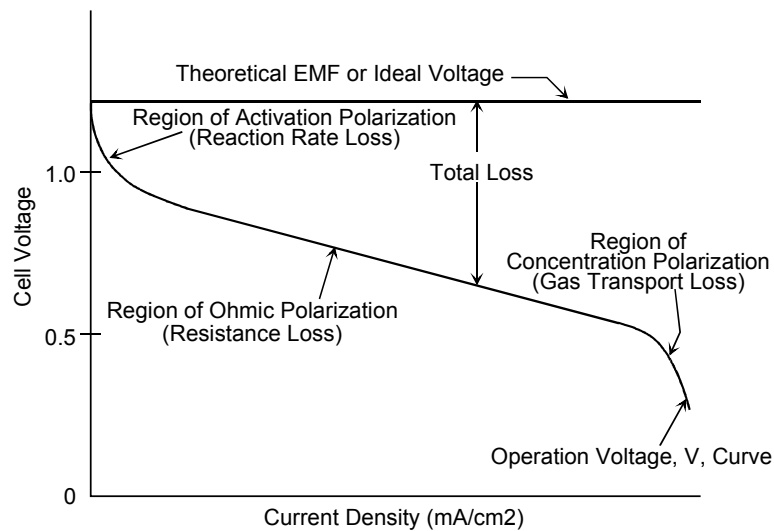 Theoretical EMF or Ideal Voltage
Region of Activation Polarization
(Reaction Rate Loss)
Total Loss
1.0
Region of
Concentration Polarization
(Gas Transport Loss)
Cell Voltage
Region of Ohmic Polarization
(Resistance Loss)
0.5
Operation Voltage, V, Curve
0
Current Density (mA/cm2)